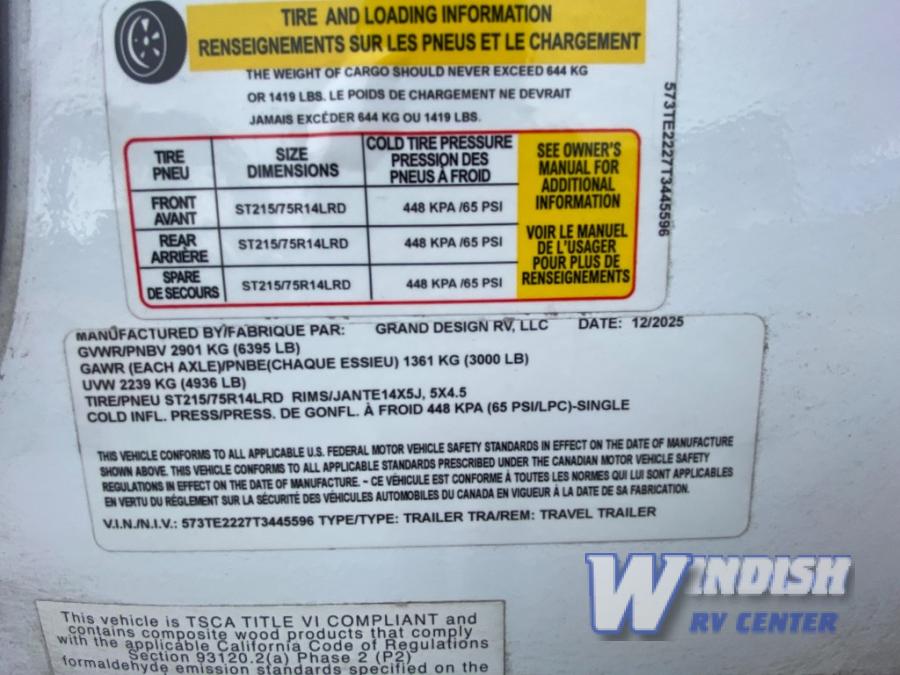 TIRE AND LOADING INFORMATION
RENSEIGNEMENTS SUR LES PNEUS ET LE CHARGEMENT
THE WEIGHT OF CARGO SHOULD NEVER EXCEED 644 KG
OR 1419 LBS. LE POIDS DE CHARGEMENT NE DEVRAIT
JAMAIS EXCÉDER 644 KG OU 1419 LBS.
TIRE
PNEU
SIZE
DIMENSIONS
COLD TIRE PRESSURE
PRESSION DES
PNEUS À FROID
FRONT
AVANT
ST215/75R14LRD
448 KPA /65 PSI
REAR
ARRIÈRE
ST215/75R14LRD
448 KPA /65 PSI
SPARE
DE SECOURS
ST215/75R14LRD
448 KPA /65 PSI
SEE OWNER'S
MANUAL FOR
ADDITIONAL
INFORMATION
VOIR LE MANUEL
DE L'USAGER
POUR PLUS DE
RENSEIGNEMENTS
573TE2227T3445596
MANUFACTURED BY/FABRIQUE PAR: GRAND DESIGN RV, LLC DATE: 12/2025
GVWR/PNBV 2901 KG (6395 LB)
GAWR (EACH AXLE)/PNBE(CHAQUE ESSIEU) 1361 KG (3000 LB)
UVW 2239 KG (4936 LB)
TIRE/PNEU ST215/75R14LRD RIMS/JANTE14X5J, 5X4.5
COLD INFL. PRESS/PRESS. DE GONFL. À FROID 448 KPA (65 PSI/LPC)-SINGLE
THIS VEHICLE CONFORMS TO ALL APPLICABLE U.S. FEDERAL MOTOR VEHICLE SAFETY STANDARDS IN EFFECT ON THE DATE OF MANUFACTURE
SHOWN ABOVE. THIS VEHICLE CONFORMS TO ALL APPLICABLE STANDARDS PRESCRIBED UNDER THE CANADIAN MOTOR VEHICLE SAFETY
REGULATIONS IN EFFECT ON THE DATE OF MANUFACTURE. - CE VÉHICULE EST CONFORME À TOUTES LES NORMES QUI LUI SONT APPLICABLES
EN VERTU DU RÉGLEMENT SUR LA SÉCURITÉ DES VÉHICULES AUTOMOBILES DU CANADA EN VIGUEUR À LA DATE DE SA FABRICATION.
V.I.N./N.I.V.: 573TE2227T3445596 TYPE/TYPE: TRAILER TRA/REM: TRAVEL TRAILER
This vehicle is TSCA TITLE VI COMPLIANT and
contains composite wood products that comply
with the applicable California Code of Regulations
Section 93120.2(a) Phase 2 (P2)
formaldehyde emission standards specified on the
WINDISH
RV CENTER